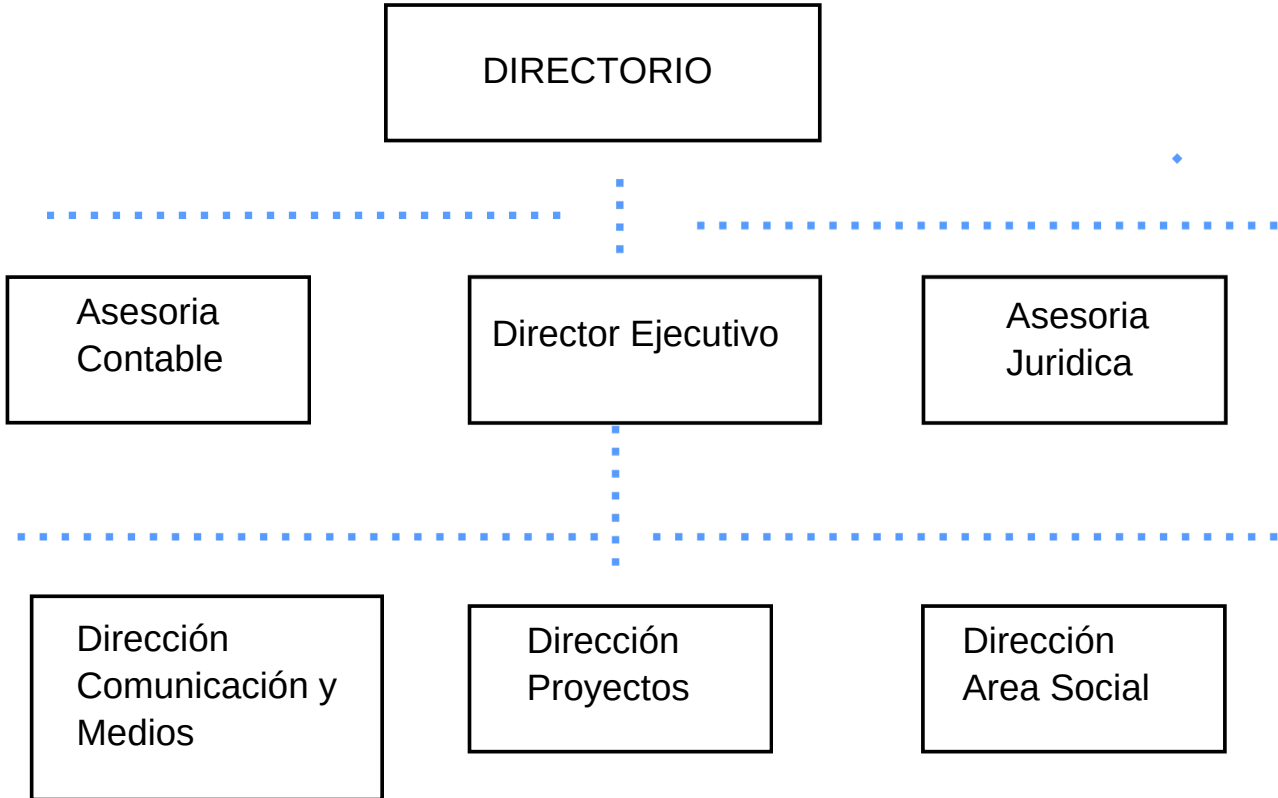 DIRECTORIO
Asesoria
Contable
Director Ejecutivo
Asesoria
Juridica
Dirección
Comunicación y
Medios
Dirección
Proyectos
Dirección
Area Social